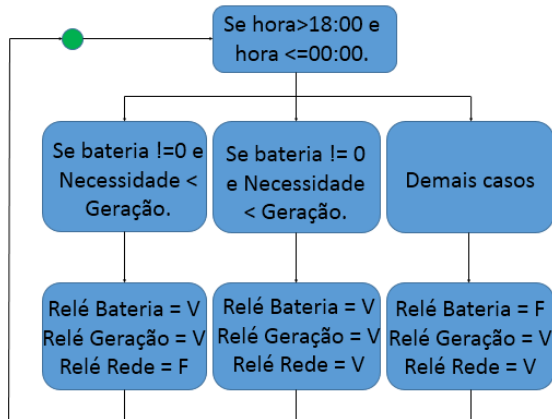 Se hora>18:00 e
hora <=00:00.
Se bateria !=0 e
Necessidade <
Geração.
Se bateria != 0
e Necessidade
< Geração.
Demais casos
Relé Bateria = V
Relé Geração = V
Relé Rede = F
Relé Bateria = V
Relé Geração = V
Relé Rede = V
Relé Bateria = F
Relé Geração = V
Relé Rede = V